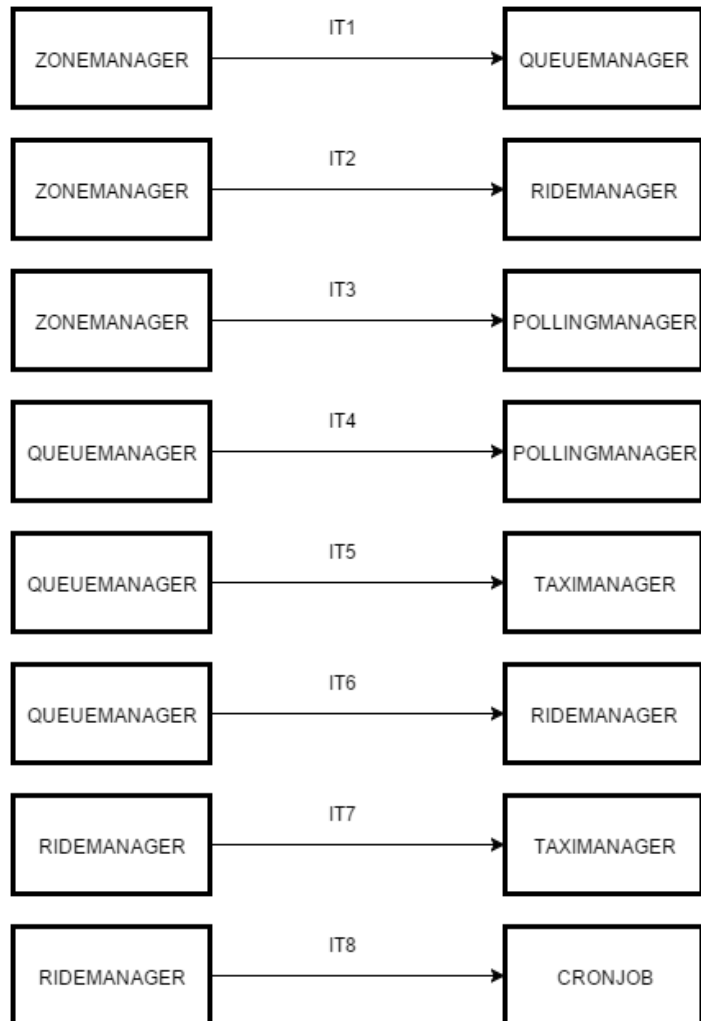 IT1
ZONEMANAGER QUEUEMANAGER
IT2
ZONEMANAGER RIDEMANAGER
IT3
ZONEMANAGER POLLINGMANAGER
IT4
QUEUEMANAGER POLLINGMANAGER
IT5
QUEUEMANAGER TAXIMANAGER
IT6
QUEUEMANAGER RIDEMANAGER
IT7
RIDEMANAGER TAXIMANAGER
IT8
RIDEMANAGER CRONJOB